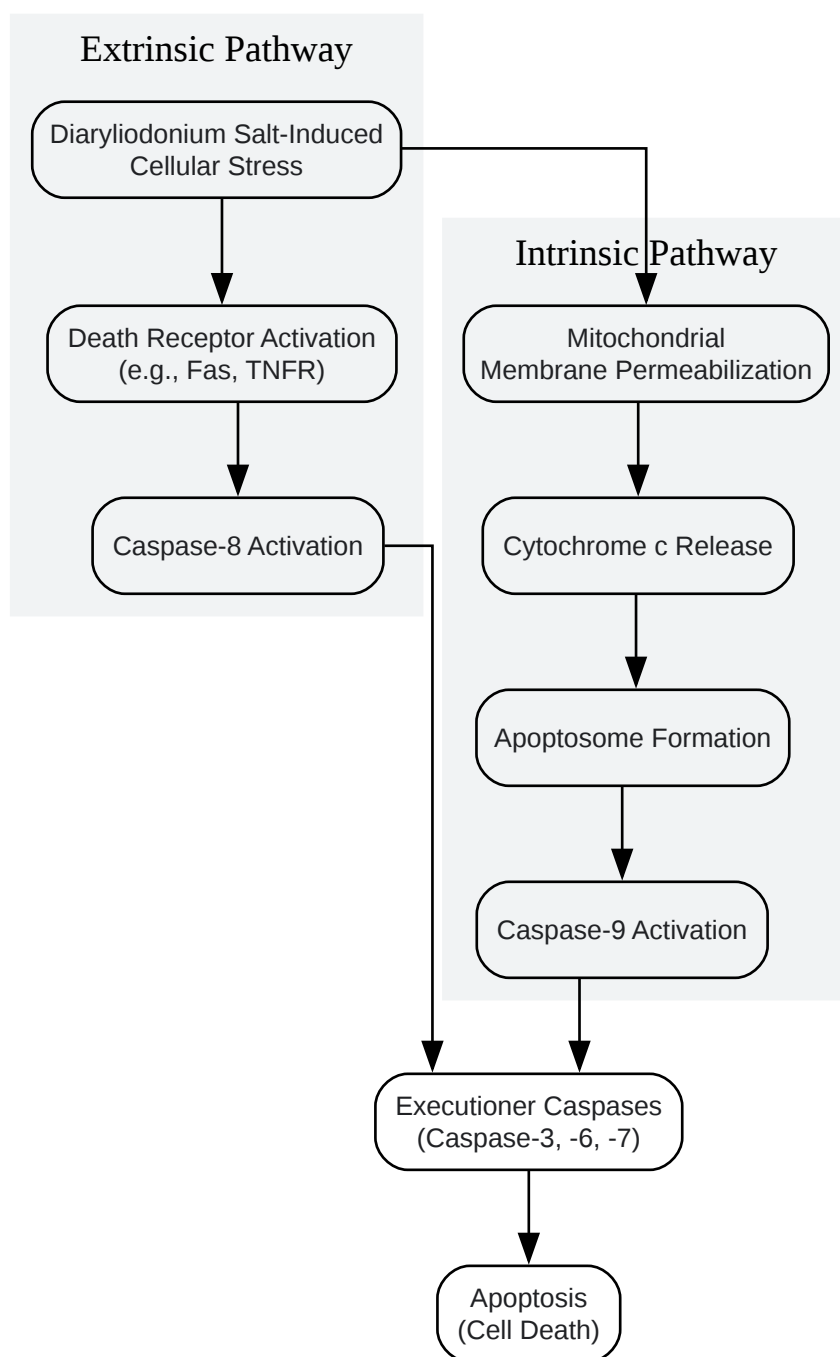 Extrinsic Pathway
Diaryliodonium Salt-Induced
Cellular Stress
Death Receptor Activation
(e.g., Fas, TNFR)
Caspase-8 Activation
Intrinsic Pathway
Mitochondrial
Membrane Permeabilization
Cytochrome c Release
Apoptosome Formation
Caspase-9 Activation
Executioner Caspases
(Caspase-3, -6, -7)
Apoptosis
(Cell Death)